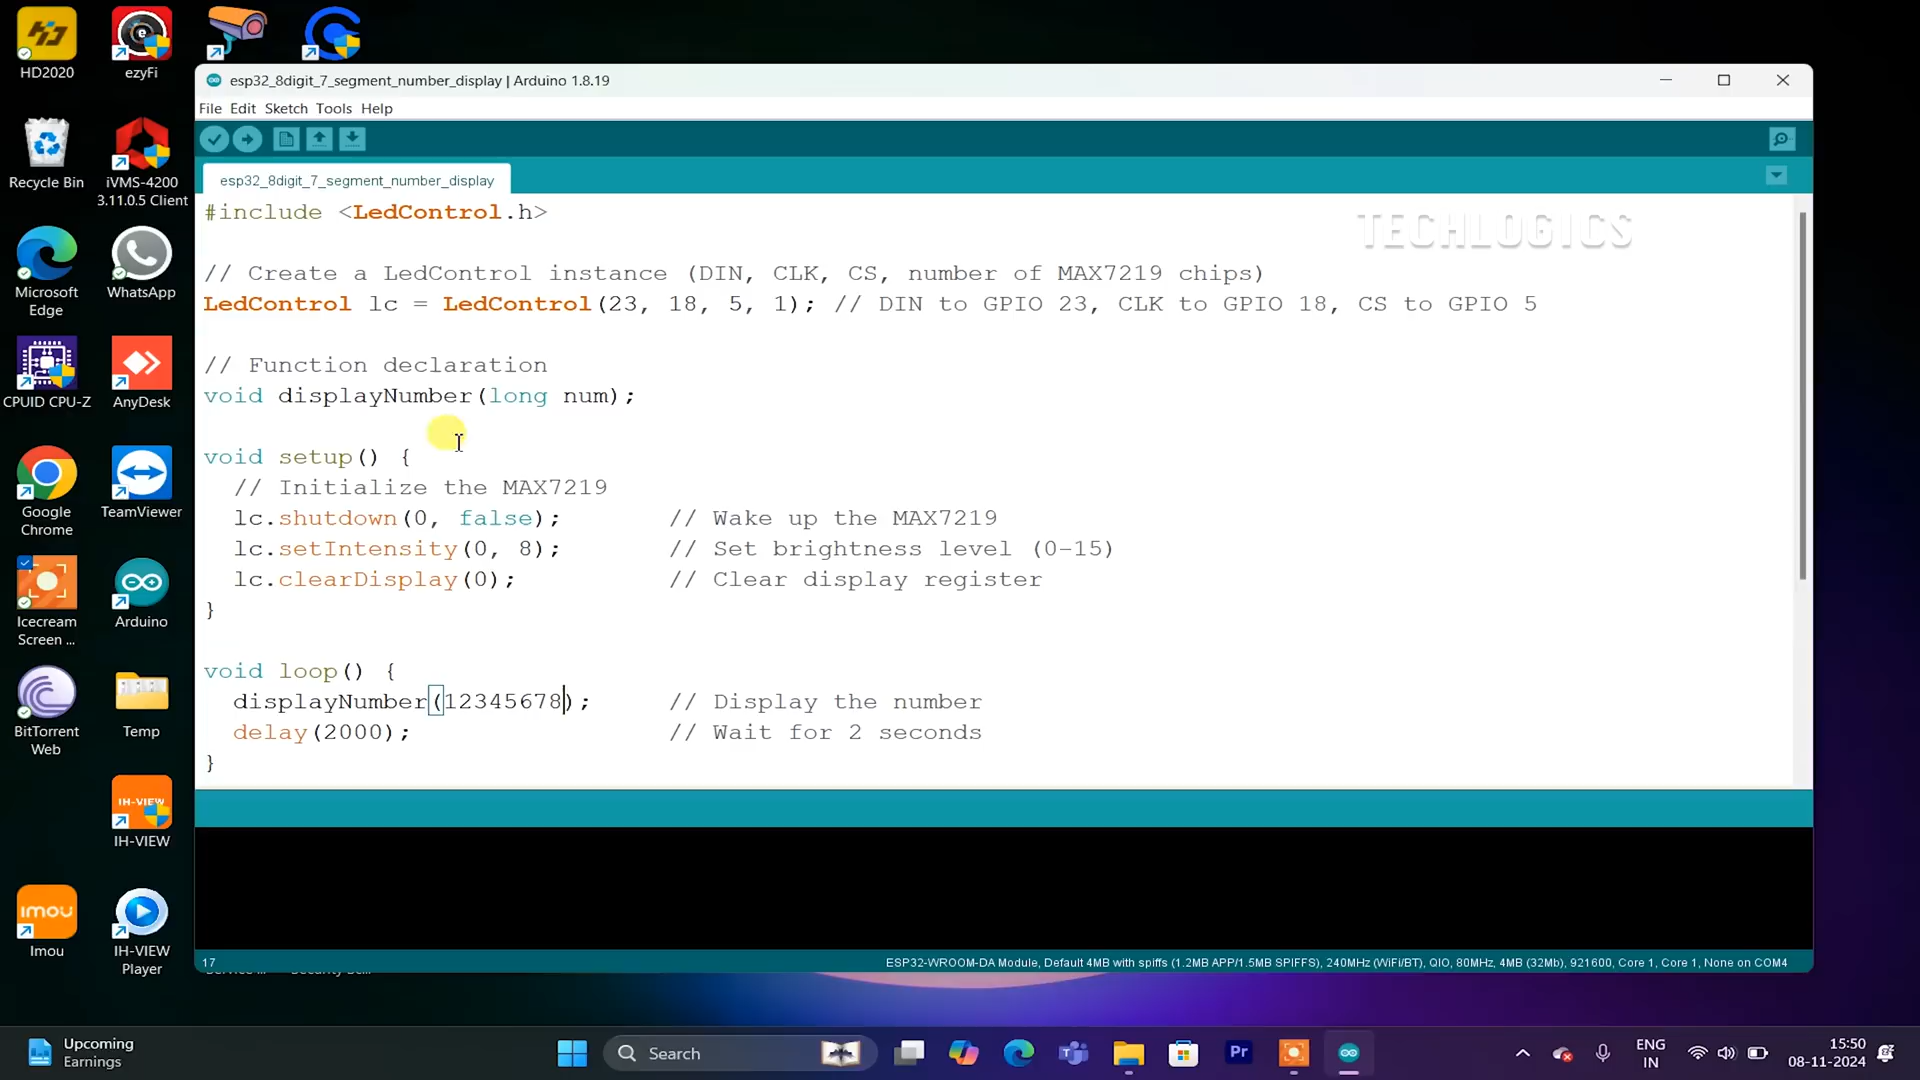 HD2020
ezyFi
Recycle Bin
iVMS-4200
3.11.0.5 Client
Microsoft
Edge
WhatsApp
CPUID CPU-Z
AnyDesk
Google
Chrome
TeamViewer
Icecream
Screen ...
Arduino
BitTorrent
Web
Temp
IH-VIEW
IH-VIEW
imou
Imou
IH-VIEW
Player
esp32_8digit_7_segment_number_display | Arduino 1.8.19
File Edit Sketch Tools Help
esp32_8digit_7_segment_number_display
TECHLOGICS
#include <LedControl.h>
// Create a LedControl instance (DIN, CLK, CS, number of MAX7219 chips)
LedControl lc = LedControl(23, 18, 5, 1); // DIN to GPIO 23, CLK to GPIO 18, CS to GPIO 5
// Function declaration
void displayNumber(long num);
void setup() {
// Initialize the MAX7219
lc.shutdown(0, false); // Wake up the MAX7219
lc.setIntensity(0, 8); // Set brightness level (0-15)
lc.clearDisplay(0); // Clear display register
}
void loop() {
displayNumber(12345678); // Display the number
delay(2000); // Wait for 2 seconds
}
17
ESP32-WROOM-DA Module, Default 4MB with spiffs (1.2MB APP/1.5MB SPIFFS), 240MHz (WiFi/BT), QIO, 80MHz, 4MB (32Mb), 921600, Core 1, Core 1, None on COM4
Upcoming
Earnings
Search
Pr
ENG
IN
15:50
08-11-2024